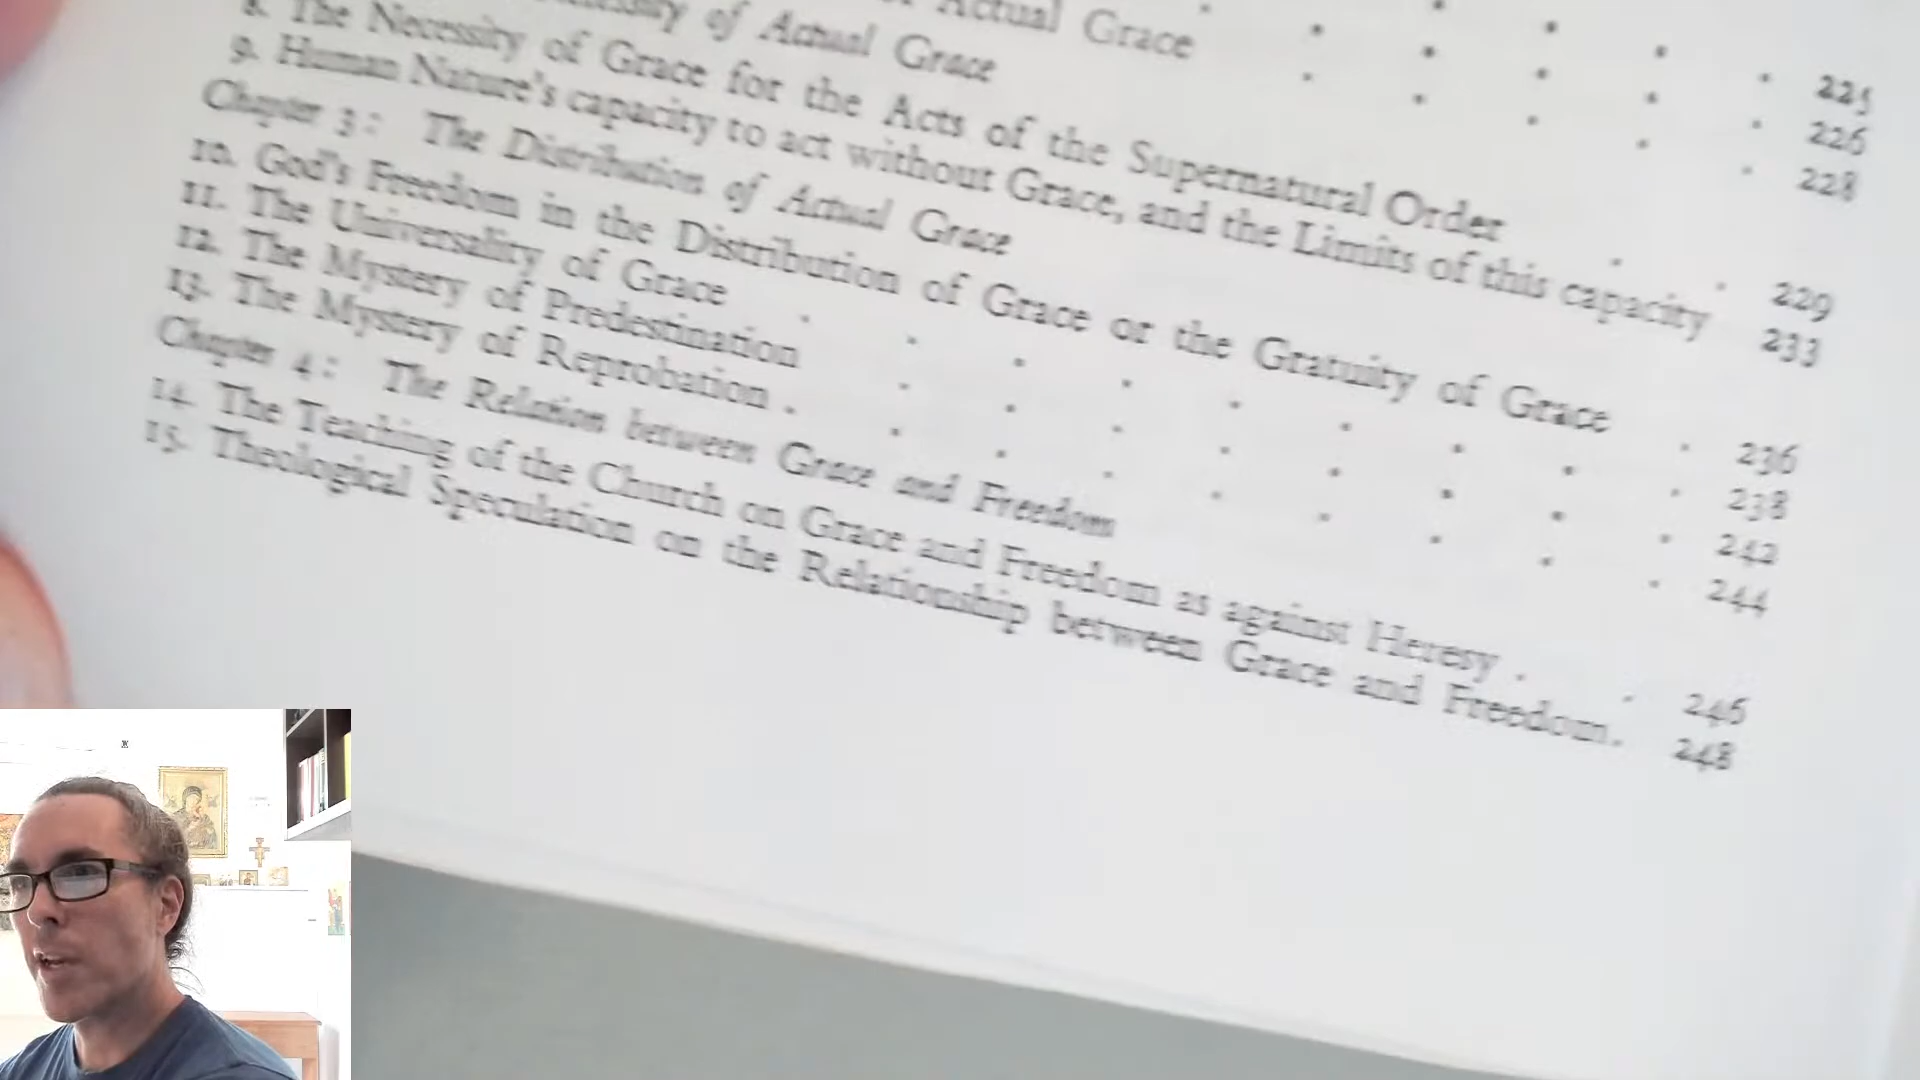 225
226
Actual Grace . . . . . 228
of Actual Grace
8. The Necessity of Grace for the Acts of the Supernatural Order . . 229
9. Human Nature's capacity to act without Grace, and the Limits of this capacity 233
Chapter 3: The Distribution of Actual Grace
10. God's Freedom in the Distribution of Grace or the Gratuity of Grace . 236
11. The Universality of Grace . . . . . . . . . 238
12. The Mystery of Predestination . . . . . . . . 242
13. The Mystery of Reprobation . . . . . . . . . 244
Chapter 4: The Relation between Grace and Freedom
14. The Teaching of the Church on Grace and Freedom as against Heresy . . 246
15. Theological Speculation on the Relationship between Grace and Freedom. 248